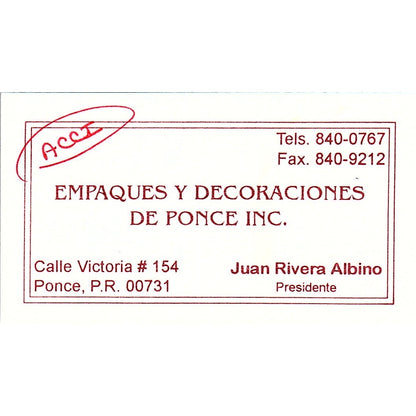 ACCI
Tels. 840-0767
Fax. 840-9212
EMPAQUES Y DECORACIONES
DE PONCE INC.
Calle Victoria # 154
Ponce, P.R. 00731
Juan Rivera Albino
Presidente